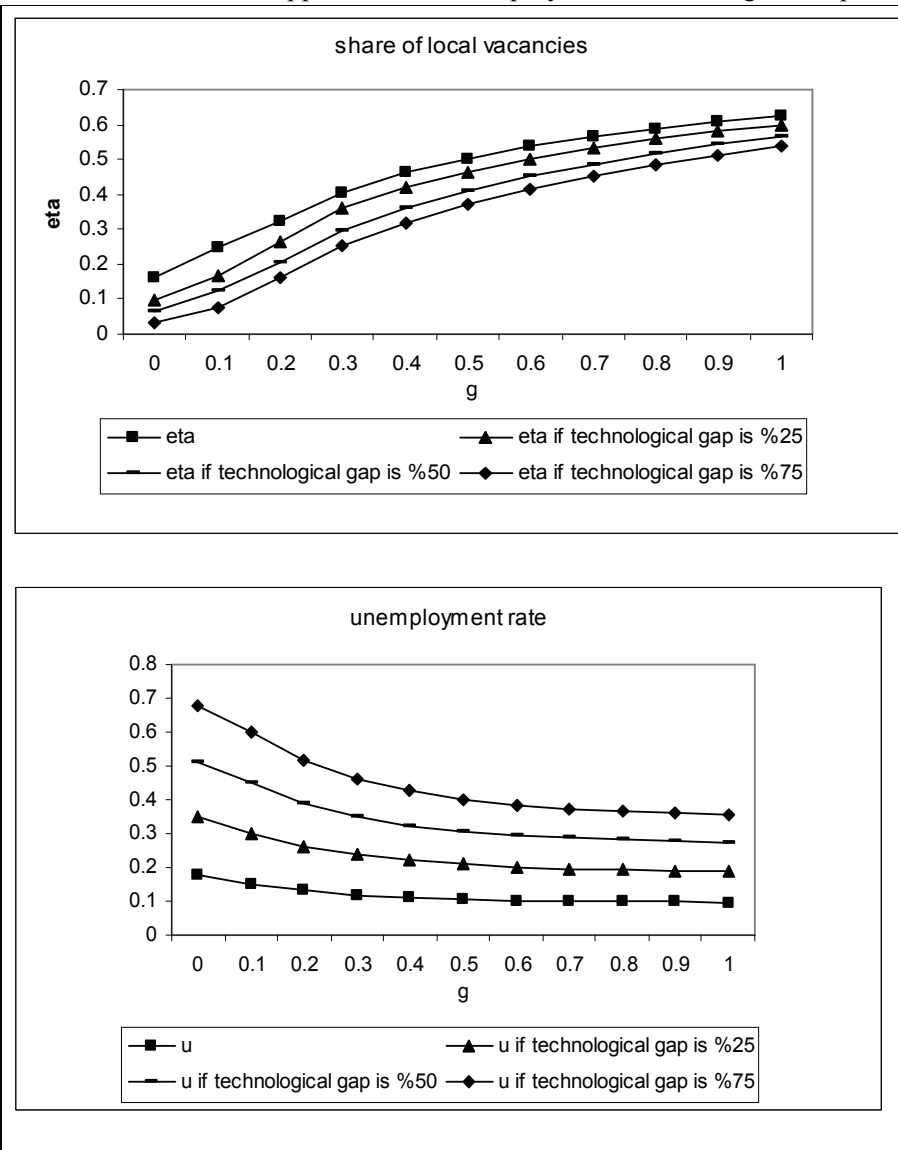 share of local vacancies
0.7
0.6
0.5
0.4
0.3
0.2
0.1
0
eta
0 0.1 0.2 0.3 0.4 0.5 0.6 0.7 0.8 0.9 1
g
eta eta if technological gap is %25
eta if technological gap is %50 eta if technological gap is %75
unemployment rate
0.8
0.7
0.6
0.5
0.4
0.3
0.2
0.1
0
0 0.1 0.2 0.3 0.4 0.5 0.6 0.7 0.8 0.9 1
g
u u if technological gap is %25
u if technological gap is %50 u if technological gap is %75